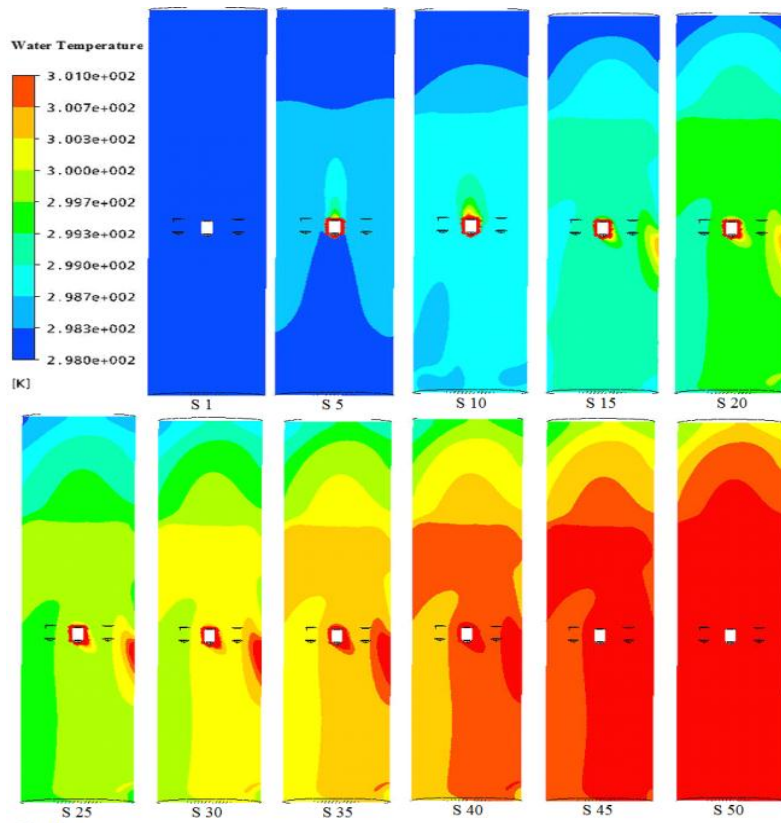 Water Temperature
3.010e+002
3.007e+002
3.003e+002
3.000e+002
2.997e+002
2.993e+002
2.990e+002
2.987e+002
2.983e+002
2.980e+002
[K]
S 1
S 5
S 10
S 15
S 20
S 25
S 30
S 35
S 40
S 45
S 50